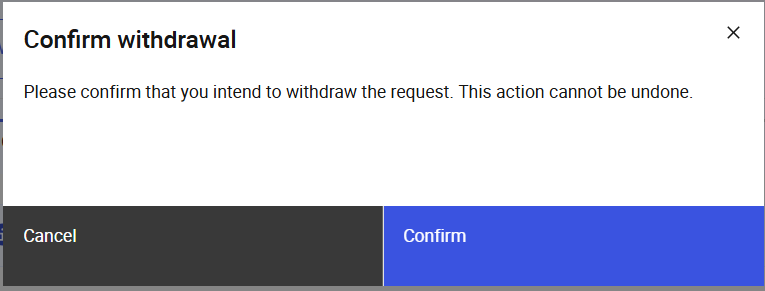 Confirm withdrawal
Please confirm that you intend to withdraw the request. This action cannot be undone.
Cancel
Confirm